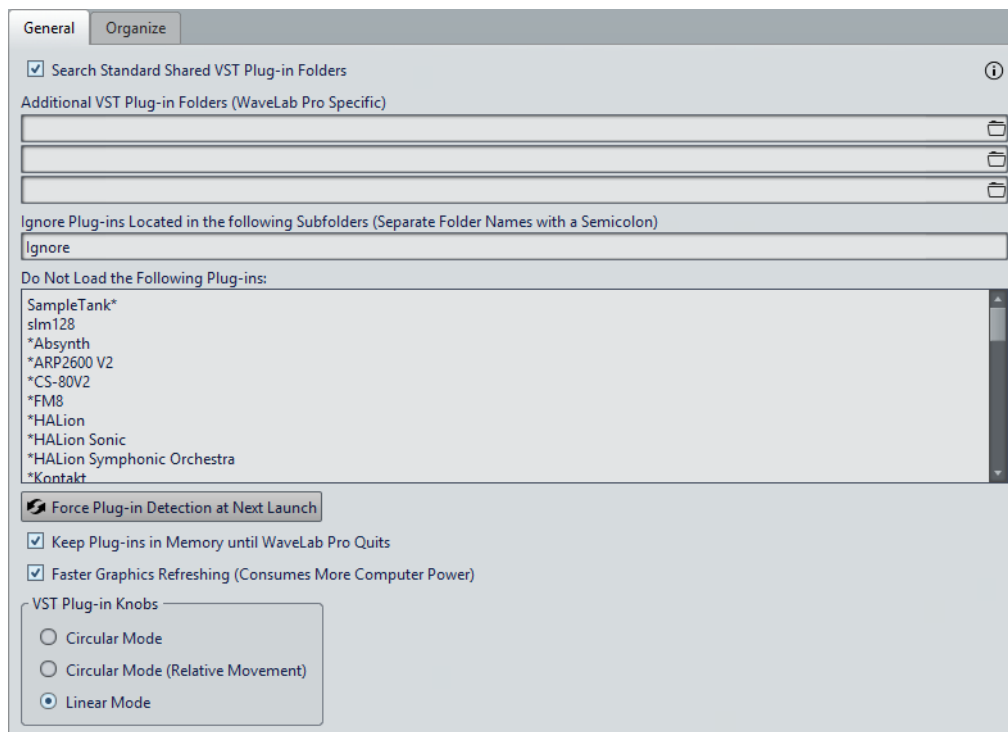 General
Organize
Search Standard Shared VST Plug-in Folders
Additional VST Plug-in Folders (WaveLab Pro Specific)
Ignore Plug-ins Located in the following Subfolders (Separate Folder Names with a Semicolon)
Ignore
Do Not Load the Following Plug-ins:
SampleTank*
slm128
*Absynth
*ARP2600 V2
*CS-80V2
*FM8
*HALion
*HALion Sonic
*HALion Symphonic Orchestra
*Kontakt
Force Plug-in Detection at Next Launch
Keep Plug-ins in Memory until WaveLab Pro Quits
Faster Graphics Refreshing (Consumes More Computer Power)
VST Plug-in Knobs
Circular Mode
Circular Mode (Relative Movement)
Linear Mode